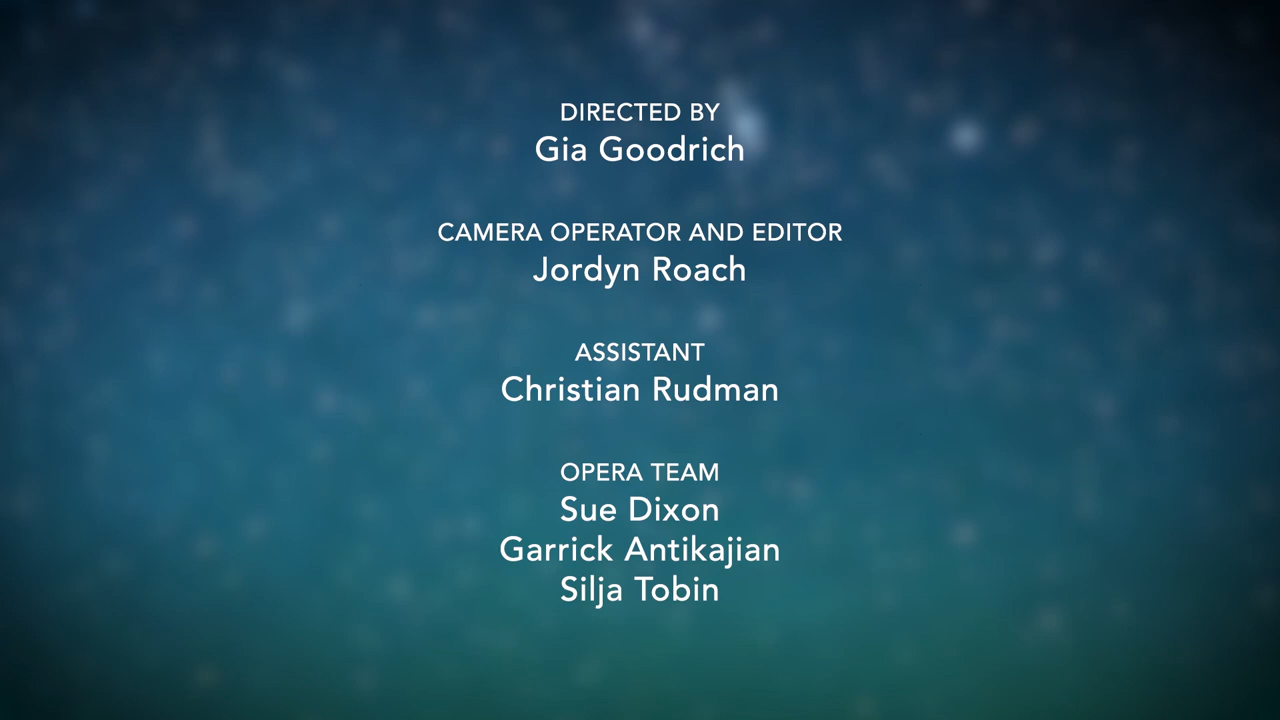 DIRECTED BY
Gia Goodrich
CAMERA OPERATOR AND EDITOR
Jordyn Roach
ASSISTANT
Christian Rudman
OPERA TEAM
Sue Dixon
Garrick Antikajian
Silja Tobin